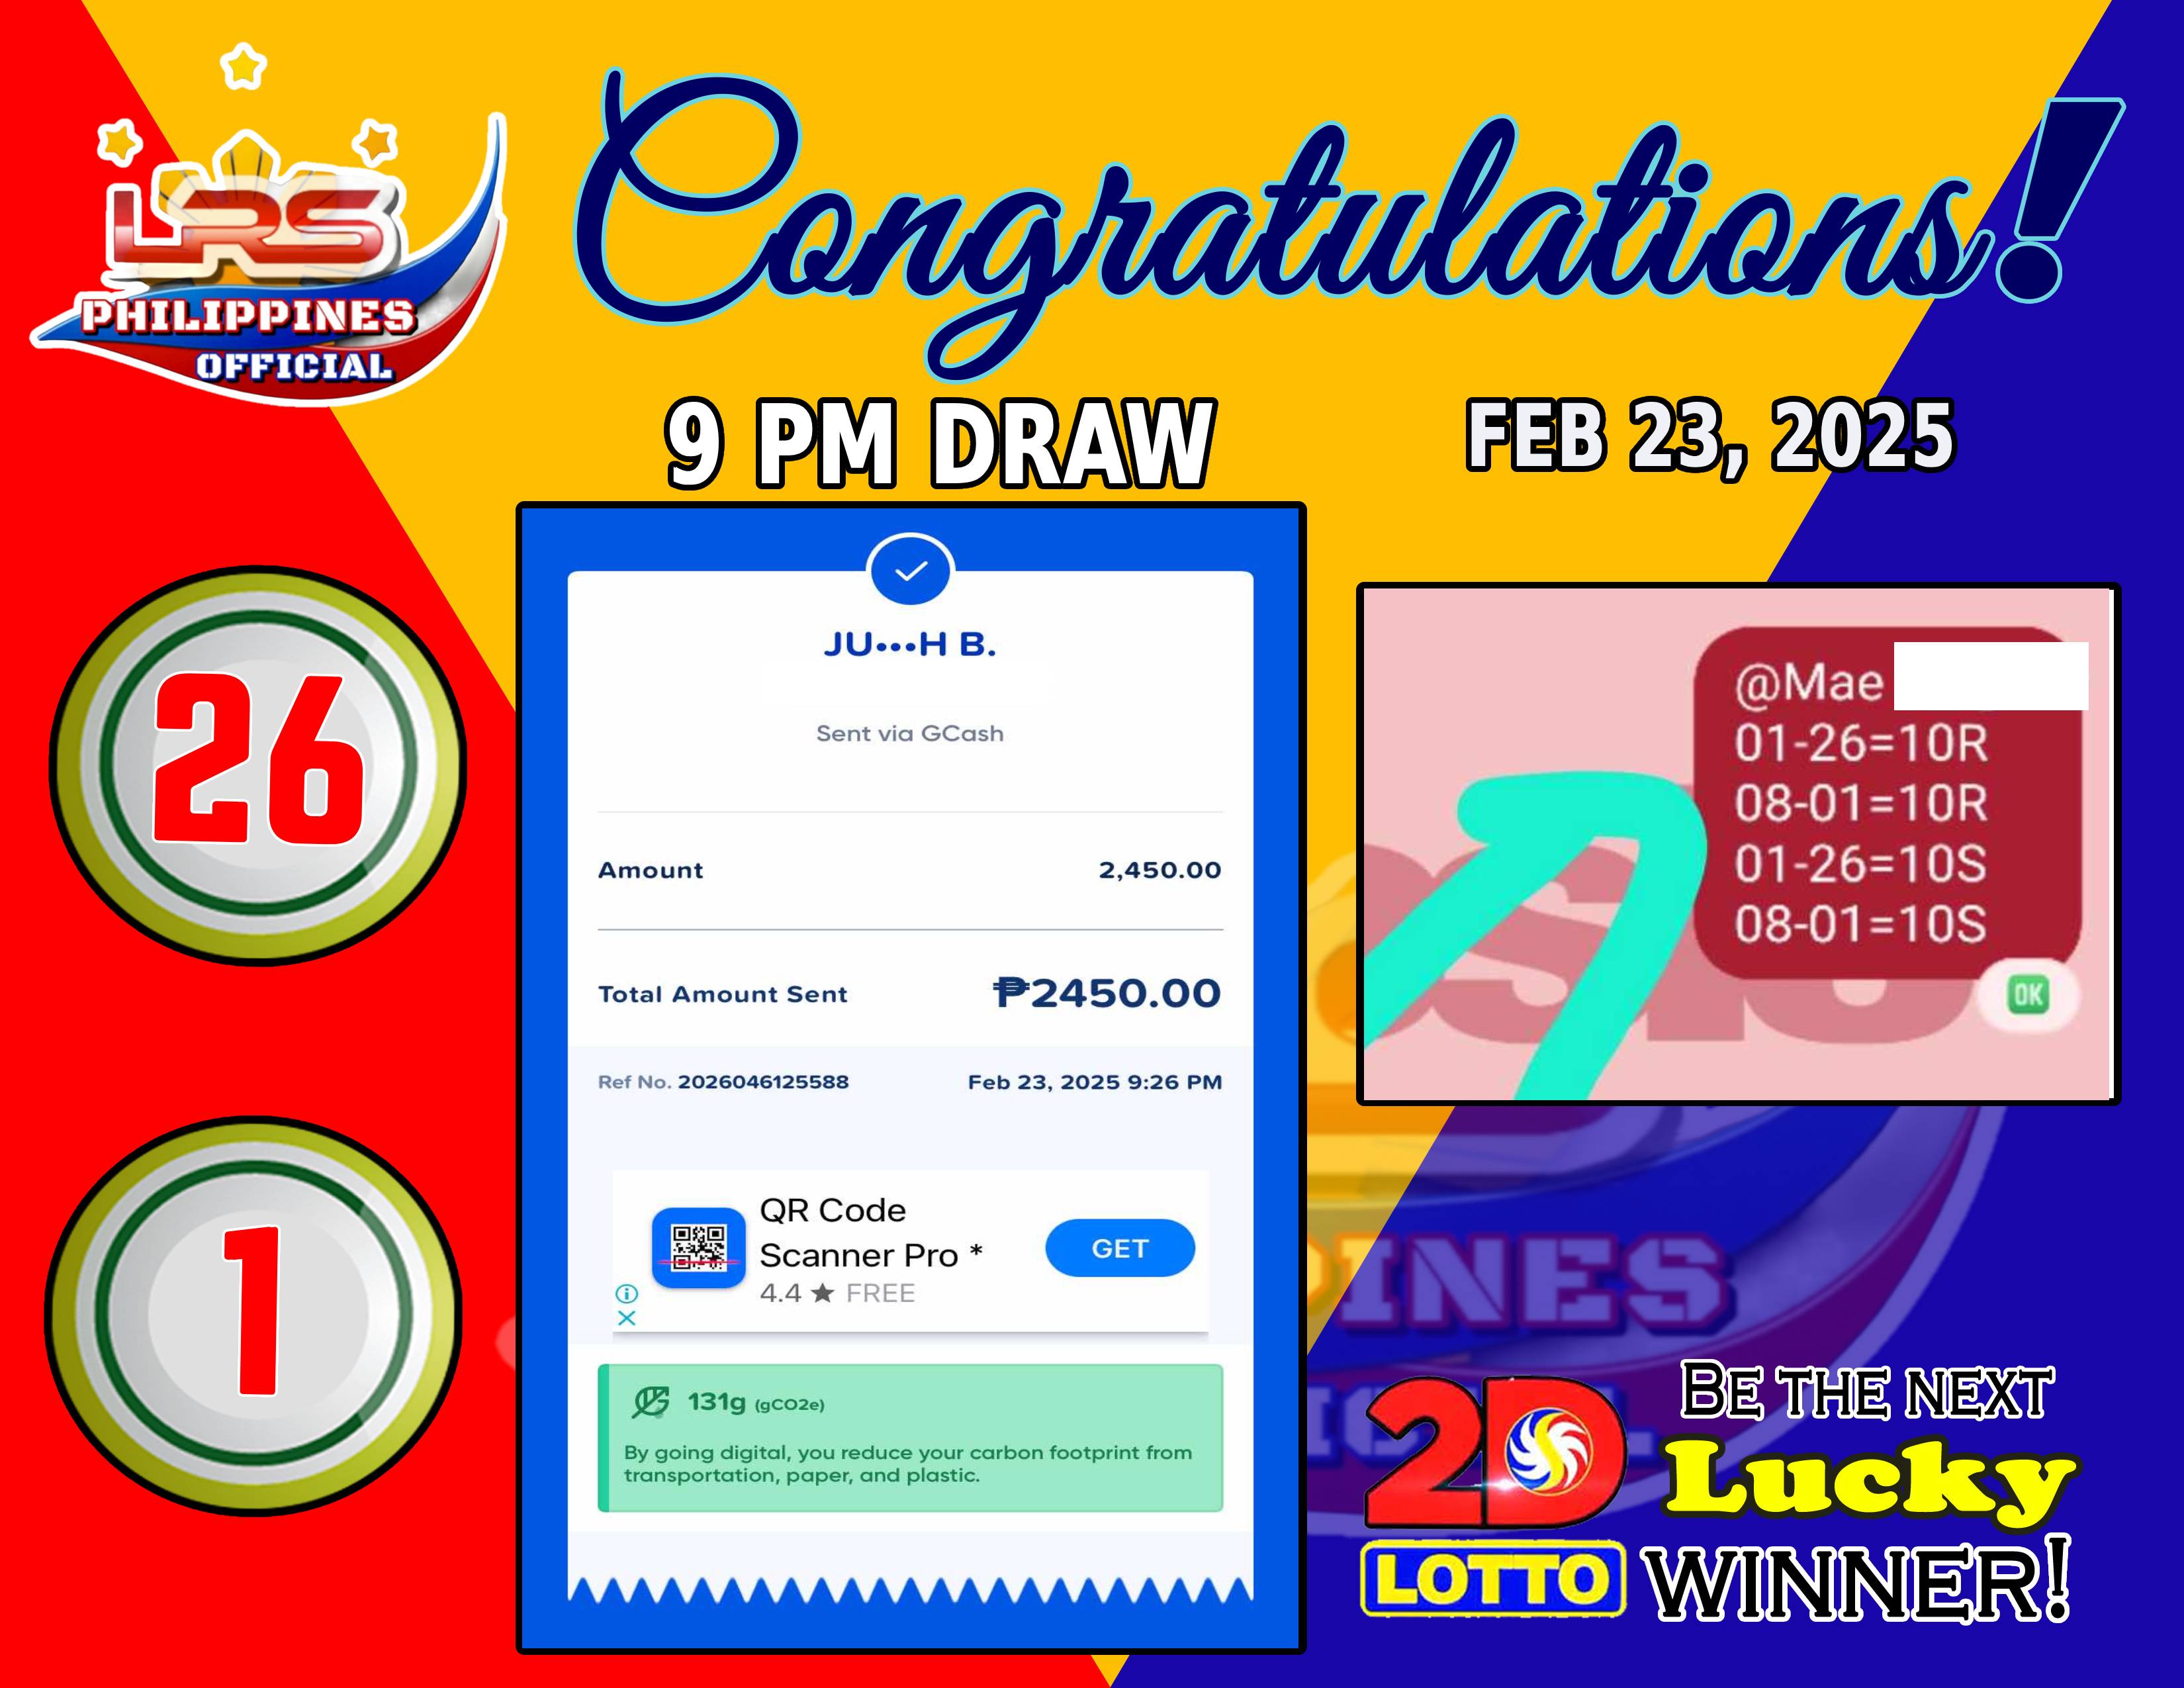 LRS
PHILIPPINES
OFFICIAL
Congratulations!
9 PM DRAW
FEB 23, 2025
26
1
JU•••H B.
Sent via GCash
Amount 2,450.00
Total Amount Sent ₱2450.00
Ref No. 2026046125588 Feb 23, 2025 9:26 PM
QR Code
Scanner Pro *
4.4 ★ FREE
GET
131g (gCO2e)
By going digital, you reduce your carbon footprint from
transportation, paper, and plastic.
@Mae
01-26=10R
08-01=10R
01-26=10S
08-01=10S
OK
PINES
2D
LOTTO
BE THE NEXT
Lucky
WINNER!